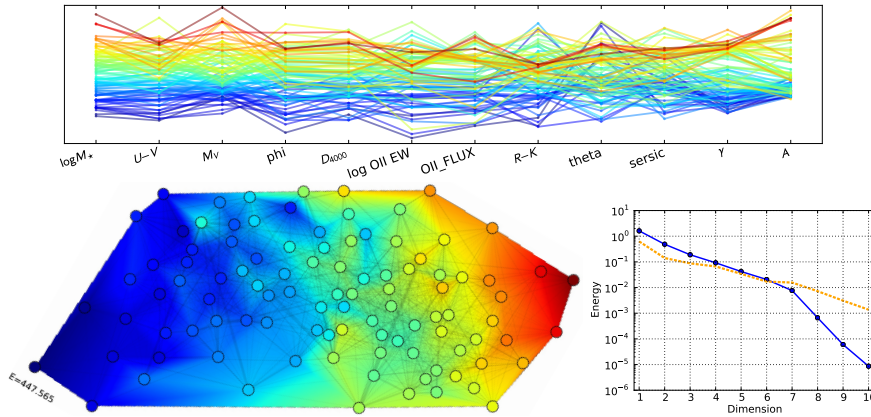 logM⋆ U−V M_V phi D₄₀₀₀ log OII EW OII_FLUX R−K theta sersic Υ A
E=447.565
10¹
10⁰
10⁻¹
10⁻²
10⁻³
10⁻⁴
10⁻⁵
10⁻⁶
Energy
1 2 3 4 5 6 7 8 9 10
Dimension